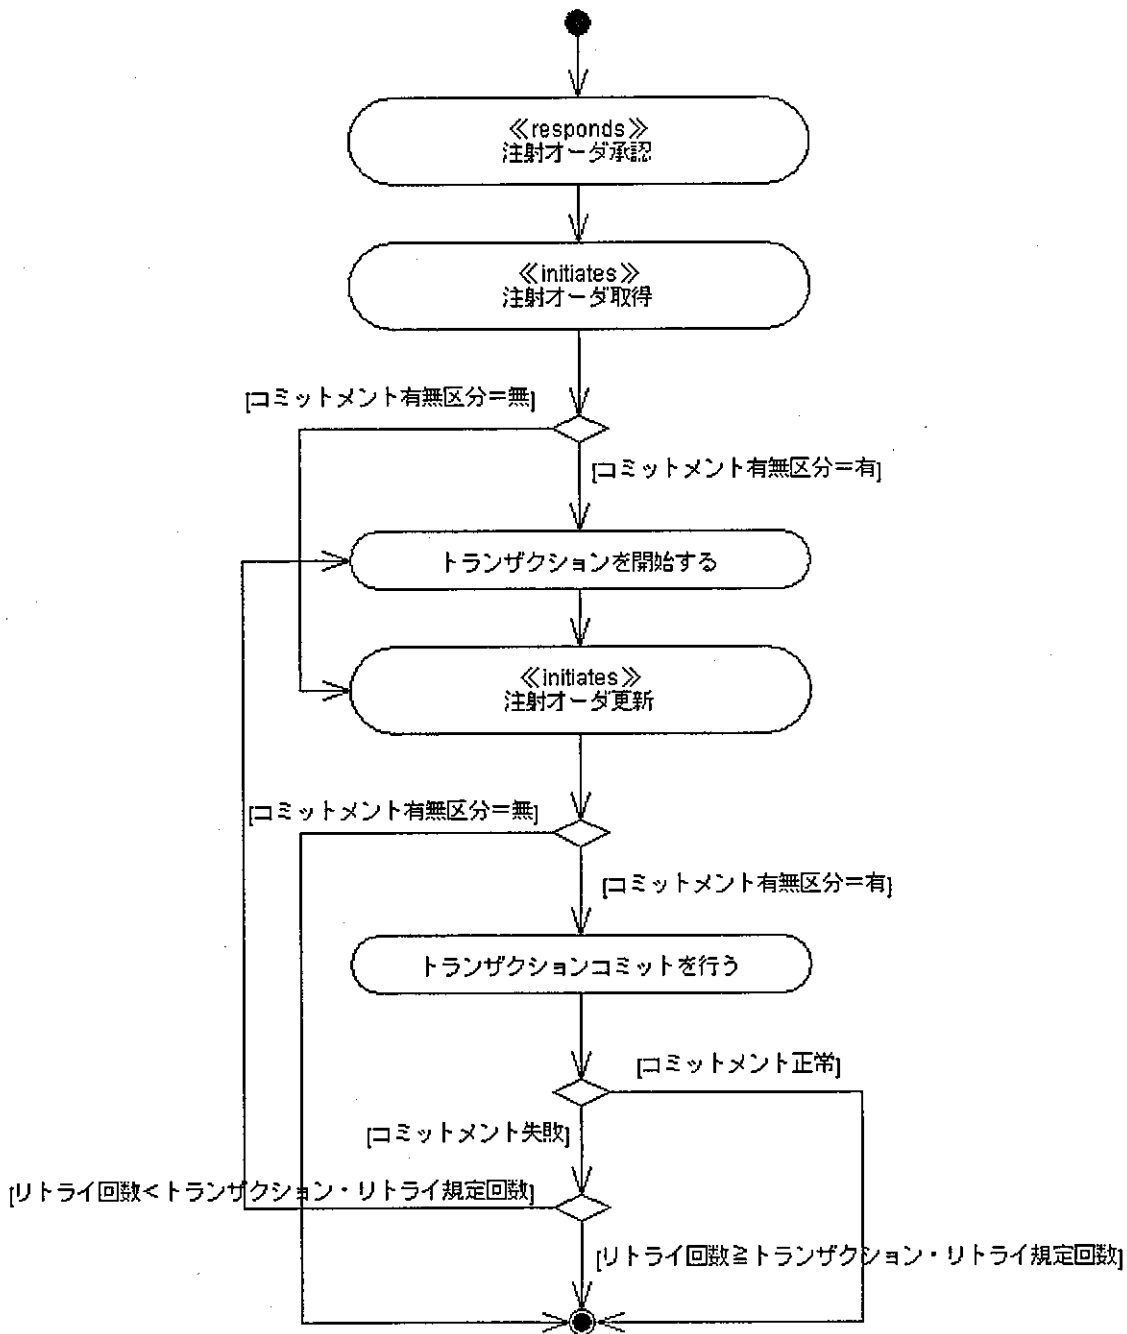 ≪responds≫
注射オーダ承認
≪initiates≫
注射オーダ取得
[コミットメント有無区分＝無]
[コミットメント有無区分＝有]
トランザクションを開始する
≪initiates≫
注射オーダ更新
[コミットメント有無区分＝無]
[コミットメント有無区分＝有]
トランザクションコミットを行う
[コミットメント正常]
[コミットメント失敗]
[リトライ回数＜トランザクション・リトライ規定回数]
[リトライ回数≧トランザクション・リトライ規定回数]